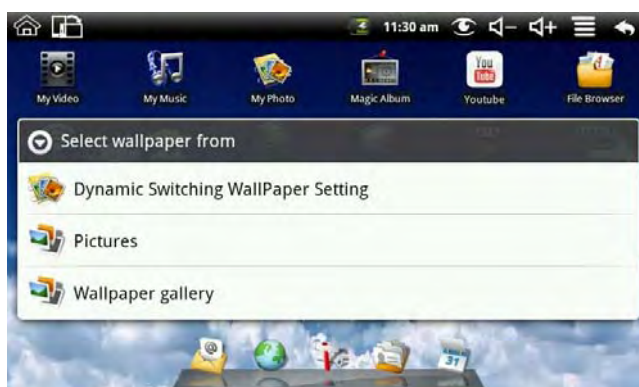 11:30 am
My Video
My Music
My Photo
Magic Album
You
Tube
Youtube
File Browser
Select wallpaper from
Dynamic Switching WallPaper Setting
Pictures
Wallpaper gallery
@
31